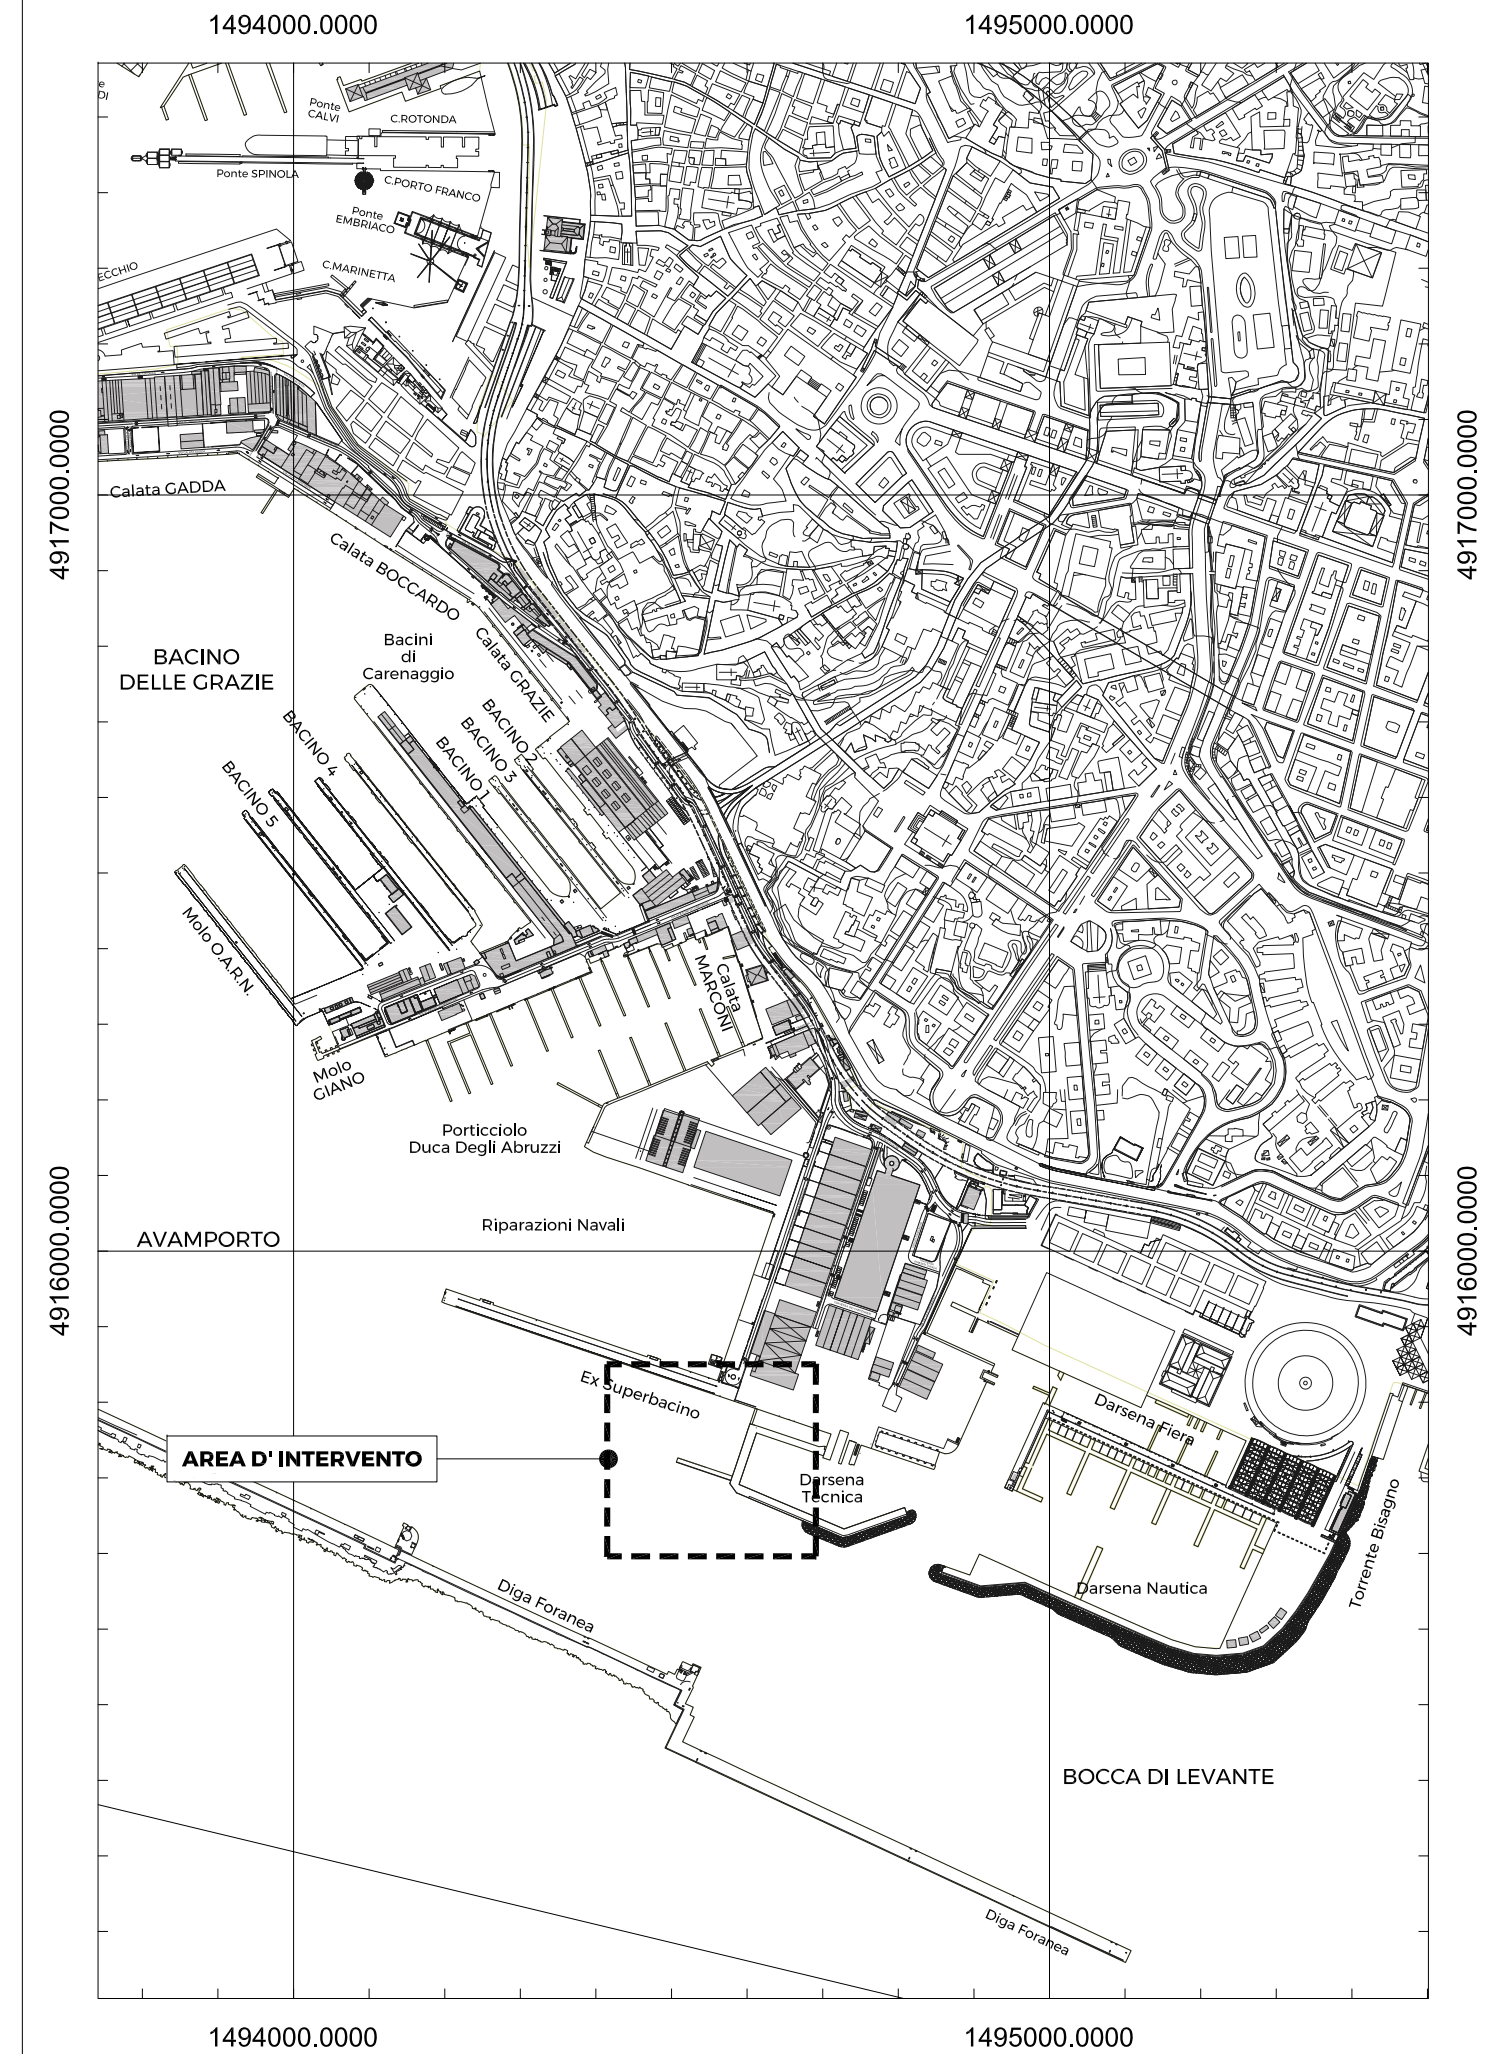 1494000.0000
1495000.0000
e
DI
Ponte
CALVI
C.ROTONDA
Ponte SPINOLA
C.PORTO FRANCO
Ponte
EMBRIACO
ECCHIO
C.MARINETTA
4917000.0000
4917000.0000
Calata GADDA
Calata BOCCARDO
BACINO
DELLE GRAZIE
Bacini
di
Carenaggio
Calata GRAZIE
BACINO 2
BACINO 3
BACINO 1
BACINO 4
BACINO 5
Molo O.A.R.N.
Calata
MARCONI
Molo
GIANO
Porticciolo
Duca Degli Abruzzi
Riparazioni Navali
AVAMPORTO
4916000.0000
4916000.0000
Ex Superbacino
Darsena Fiera
AREA D' INTERVENTO
Darsena
Tecnica
Torrente Bisagno
Diga Foranea
Darsena Nautica
BOCCA DI LEVANTE
Diga Foranea
1494000.0000
1495000.0000